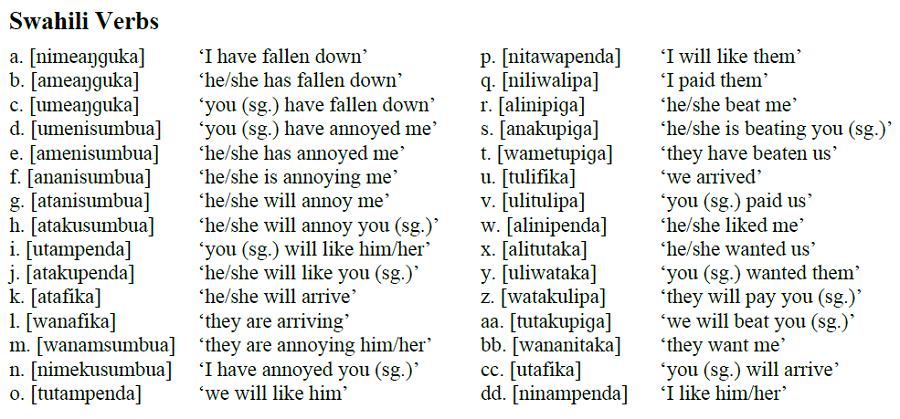 Swahili Verbs
a. [nimeaŋguka] ‘I have fallen down’
b. [ameaŋguka] ‘he/she has fallen down’
c. [umeaŋguka] ‘you (sg.) have fallen down’
d. [umenisumbua] ‘you (sg.) have annoyed me’
e. [amenisumbua] ‘he/she has annoyed me’
f. [ananisumbua] ‘he/she is annoying me’
g. [atanisumbua] ‘he/she will annoy me’
h. [atakusumbua] ‘he/she will annoy you (sg.)’
i. [utampenda] ‘you (sg.) will like him/her’
j. [atakupenda] ‘he/she will like you (sg.)’
k. [atafika] ‘he/she will arrive’
l. [wanafika] ‘they are arriving’
m. [wanamsumbua] ‘they are annoying him/her’
n. [nimekusumbua] ‘I have annoyed you (sg.)’
o. [tutampenda] ‘we will like him’
p. [nitawapenda] ‘I will like them’
q. [niliwalipa] ‘I paid them’
r. [alinipiɡa] ‘he/she beat me’
s. [anakupiɡa] ‘he/she is beating you (sg.)’
t. [wametupiɡa] ‘they have beaten us’
u. [tulifika] ‘we arrived’
v. [ulitulipa] ‘you (sg.) paid us’
w. [alinipenda] ‘he/she liked me’
x. [alitutaka] ‘he/she wanted us’
y. [uliwataka] ‘you (sg.) wanted them’
z. [watakulipa] ‘they will pay you (sg.)’
aa. [tutakupiɡa] ‘we will beat you (sg.)’
bb. [wananitaka] ‘they want me’
cc. [utafika] ‘you (sg.) will arrive’
dd. [ninampenda] ‘I like him/her’